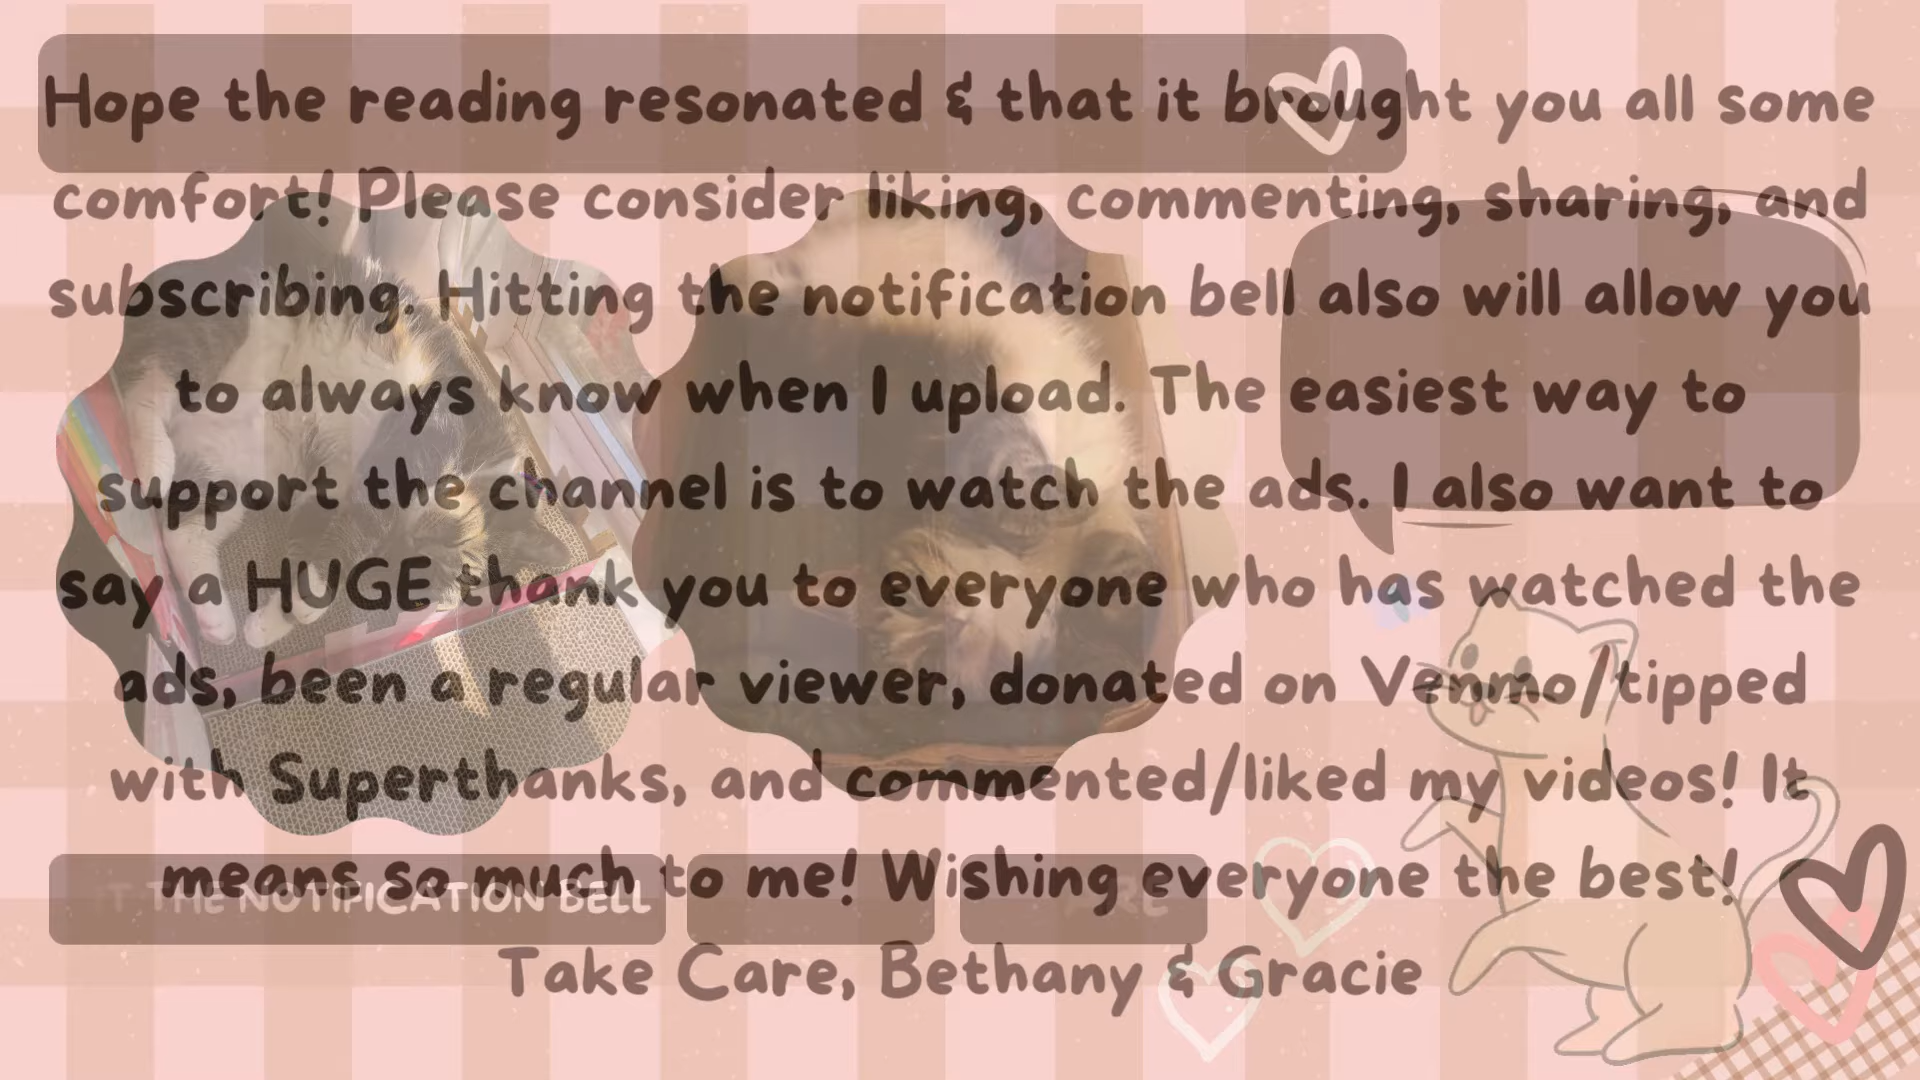 Hope the reading resonated & that it brought you all some
comfort! Please consider liking, commenting, sharing, and
subscribing. Hitting the notification bell also will allow you
to always know when I upload. The easiest way to
support the channel is to watch the ads. I also want to
say a HUGE thank you to everyone who has watched the
ads, been a regular viewer, donated on Venmo/tipped
with Superthanks, and commented/liked my videos! It
means so much to me! Wishing everyone the best!
THE NOTIFICATION BELL
Take Care, Bethany & Gracie